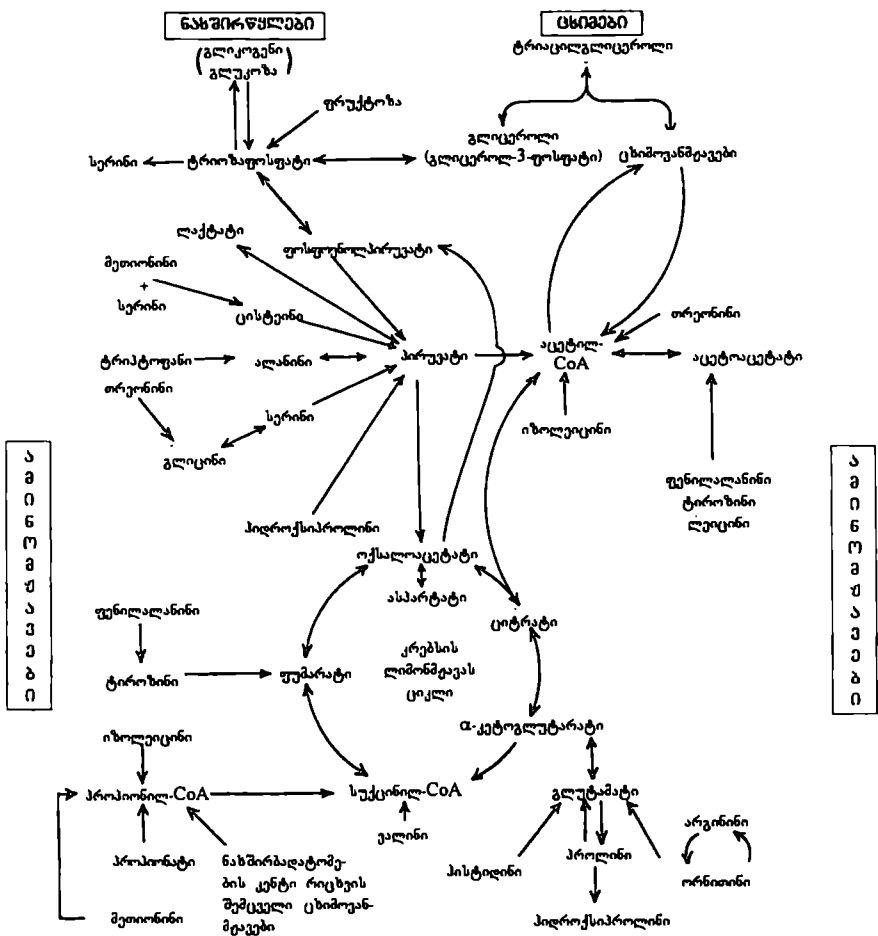 ნახშირწყლები
ცხიმები
(გლიკოგენი
გლუკოზა)
ტრიაცილგლიცეროლი
ფრუქტოზა
გლიცეროლი
სერინი
ტრიოზაფოსფატი
(გლიცეროლ-3-ფოსფატი)
ცხიმოვანმჟავები
ლაქტატი
ფოსფოენოლპირუვატი
მეთიონინი
+
სერინი
ცისტეინი
თრეონინი
ტრიპტოფანი
ალანინი
პირუვატი
აცეტილ-
CoA
აცეტოაცეტატი
თრეონინი
სერინი
გლიცინი
იზოლეიცინი
ჰიდროქსიპროლინი
ფენილალანინი
ტიროზინი
ლეიცინი
ამინომჟავები
ამინომჟავები
ოქსალოაცეტატი
ასპარტატი
ციტრატი
ფენილალანინი
ტიროზინი
ფუმარატი
კრებსის
ლიმონმჟავას
ციკლი
α-კეტოგლუტარატი
იზოლეიცინი
პროპიონილ-CoA
სუქცინილ-CoA
გლუტამატი
ვალინი
არგინინი
პროპიონატი
ნახშირბადატომე-
ბის კენტი რიცხვის
შემცველი ცხიმოვან-
მჟავები
ჰისტიდინი
პროლინი
ორნითინი
მეთიონინი
ჰიდროქსიპროლინი